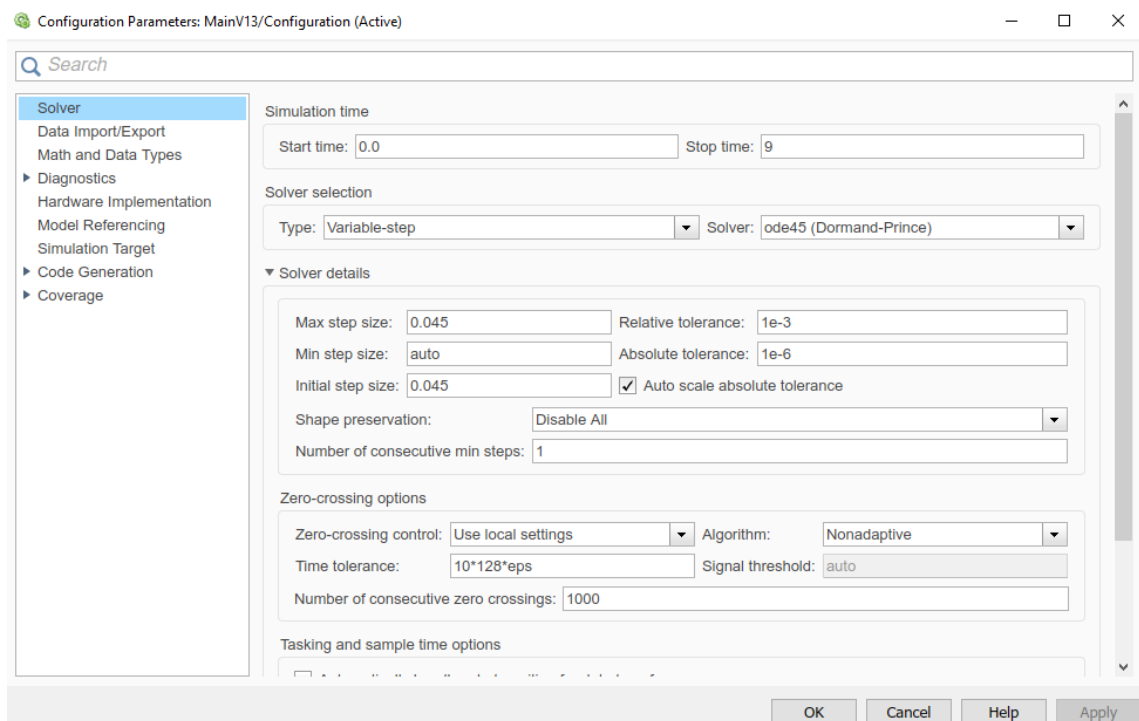 Configuration Parameters: MainV13/Configuration (Active)
Search
Solver
Data Import/Export
Math and Data Types
Diagnostics
Hardware Implementation
Model Referencing
Simulation Target
Code Generation
Coverage
Simulation time
Start time: 0.0 Stop time: 9
Solver selection
Type: Variable-step Solver: ode45 (Dormand-Prince)
Solver details
Max step size: 0.045 Relative tolerance: 1e-3
Min step size: auto Absolute tolerance: 1e-6
Initial step size: 0.045 Auto scale absolute tolerance
Shape preservation: Disable All
Number of consecutive min steps: 1
Zero-crossing options
Zero-crossing control: Use local settings Algorithm: Nonadaptive
Time tolerance: 10*128*eps Signal threshold: auto
Number of consecutive zero crossings: 1000
Tasking and sample time options
OK Cancel Help Apply